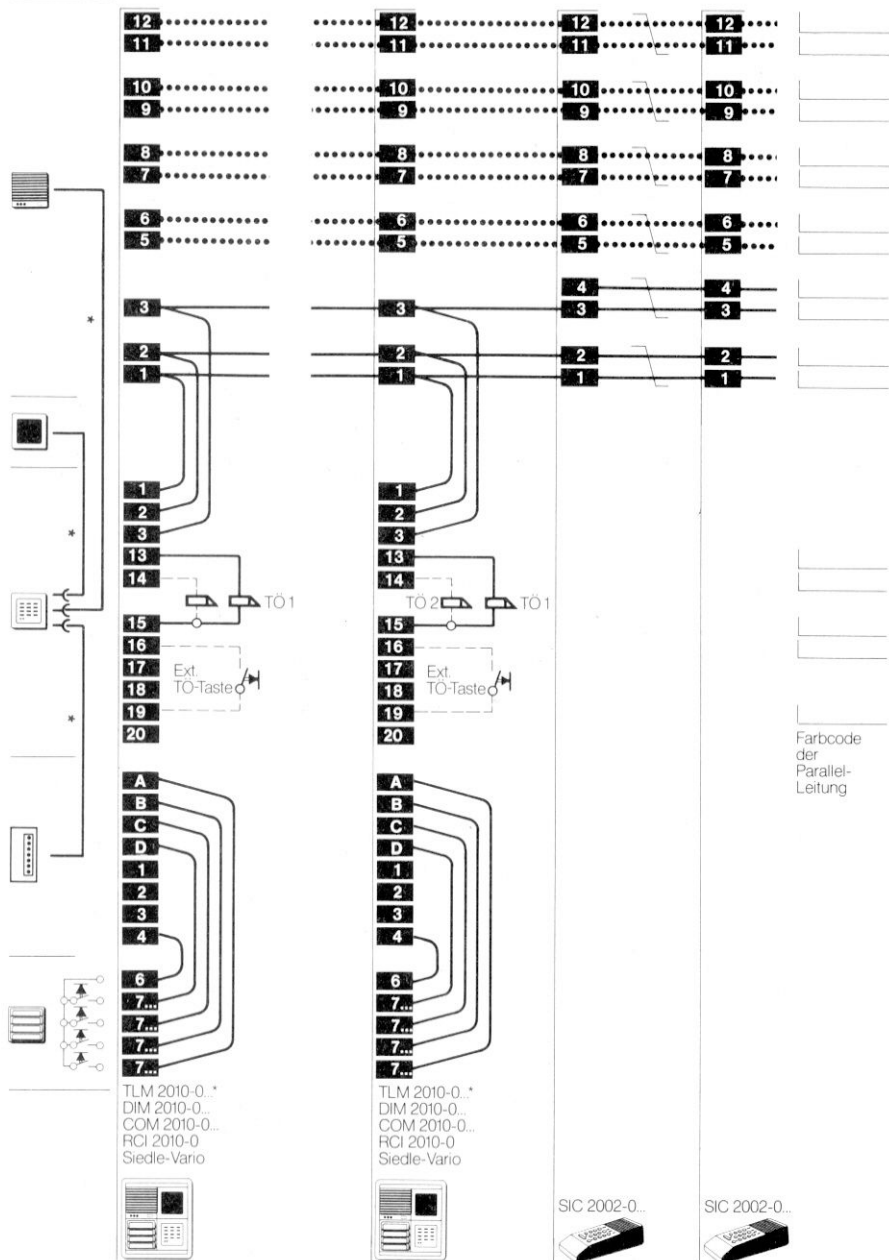 12 12 12 12
11 11 11 11
10 10 10 10
9 9 9 9
8 8 8 8
7 7 7 7
6 6 6 6
5 5 5 5
4 4
3 3 3 3
*
2 2 2 2
1 1 1 1
1 1
2 2
3 3
*
13 13
14 14
TÖ 1 TÖ 2 TÖ 1
15 15
16 16
17 Ext. 17 Ext.
18 TÖ-Taste 18 TÖ-Taste
19 19
*
20 20
Farbcode
der
Parallel-
Leitung
A A
B B
C C
D D
1 1
2 2
3 3
4 4
6 6
7... 7...
7... 7...
7... 7...
7... 7...
TLM 2010-0...* TLM 2010-0...*
DIM 2010-0... DIM 2010-0...
COM 2010-0... COM 2010-0...
RCI 2010-0 RCI 2010-0
Siedle-Vario Siedle-Vario
SIC 2002-0... SIC 2002-0...